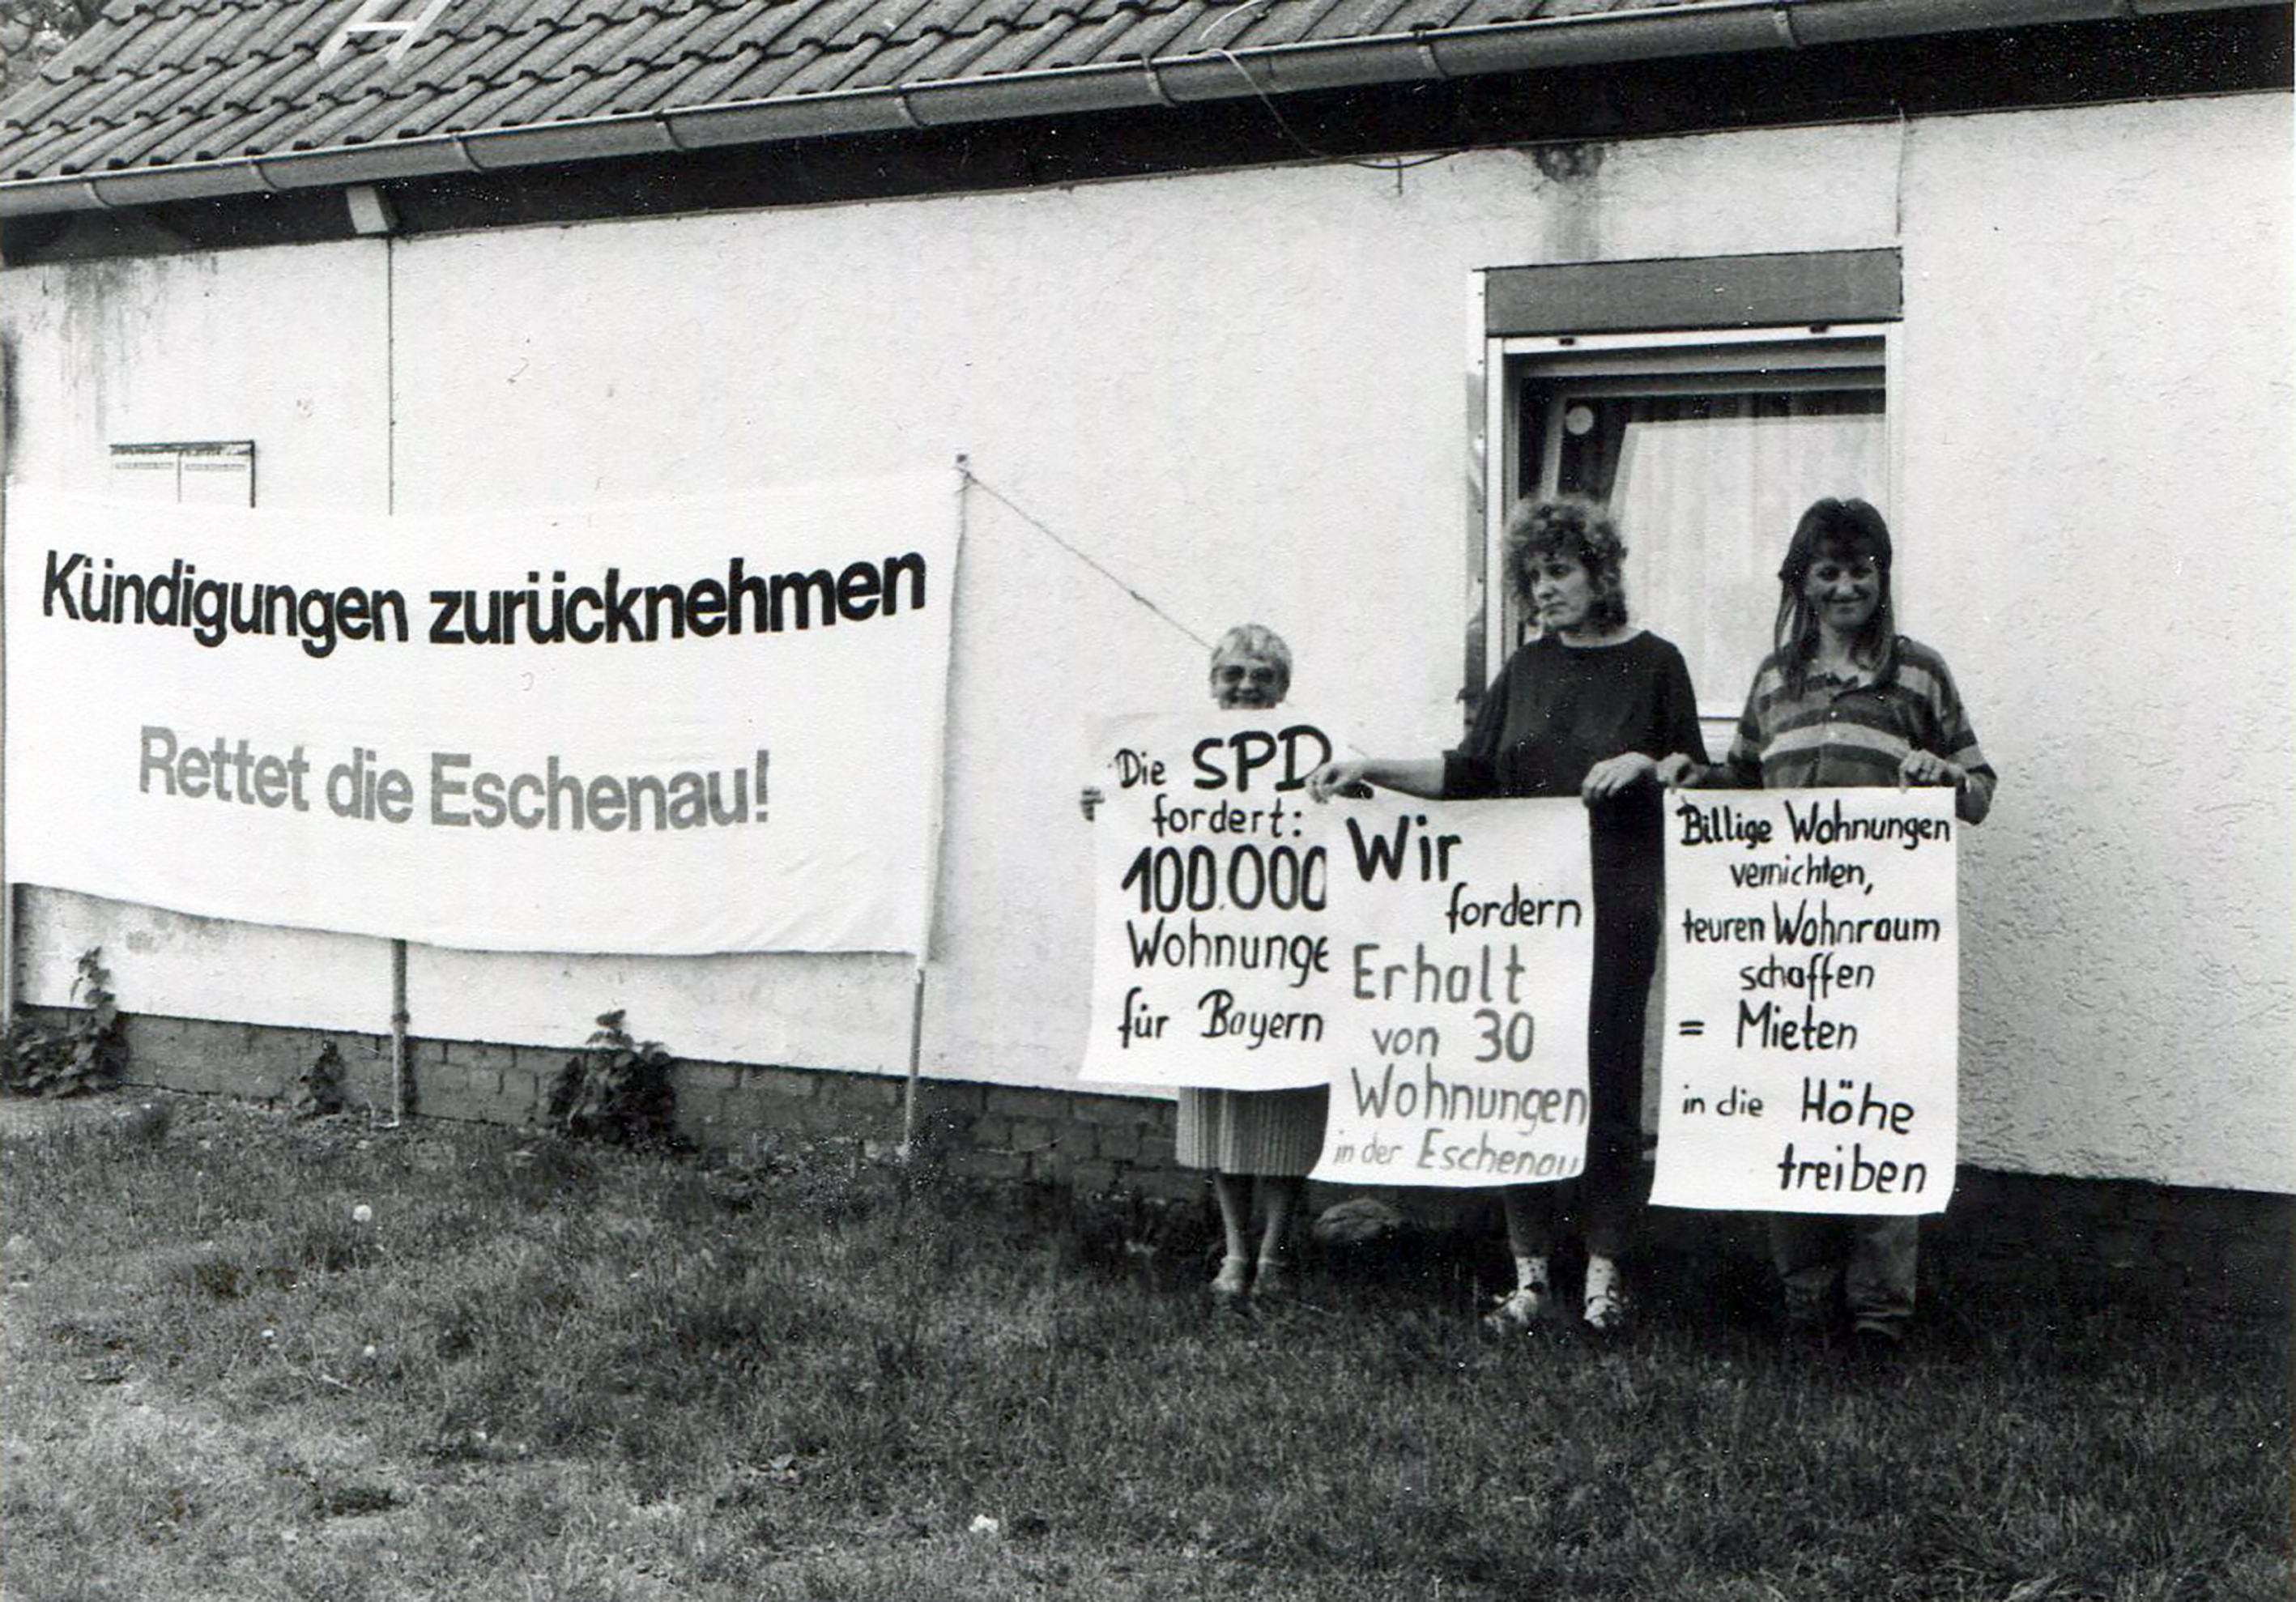 Kündigungen zurücknehmen
Rettet die Eschenau!
Die SPD
fordert:
100.000
Wohnunge
für Bayern
Wir
fordern
Erhalt
von 30
Wohnungen
in der Eschenau
Billige Wohnungen
vernichten,
teuren Wohnraum
schaffen
= Mieten
in die Höhe
treiben